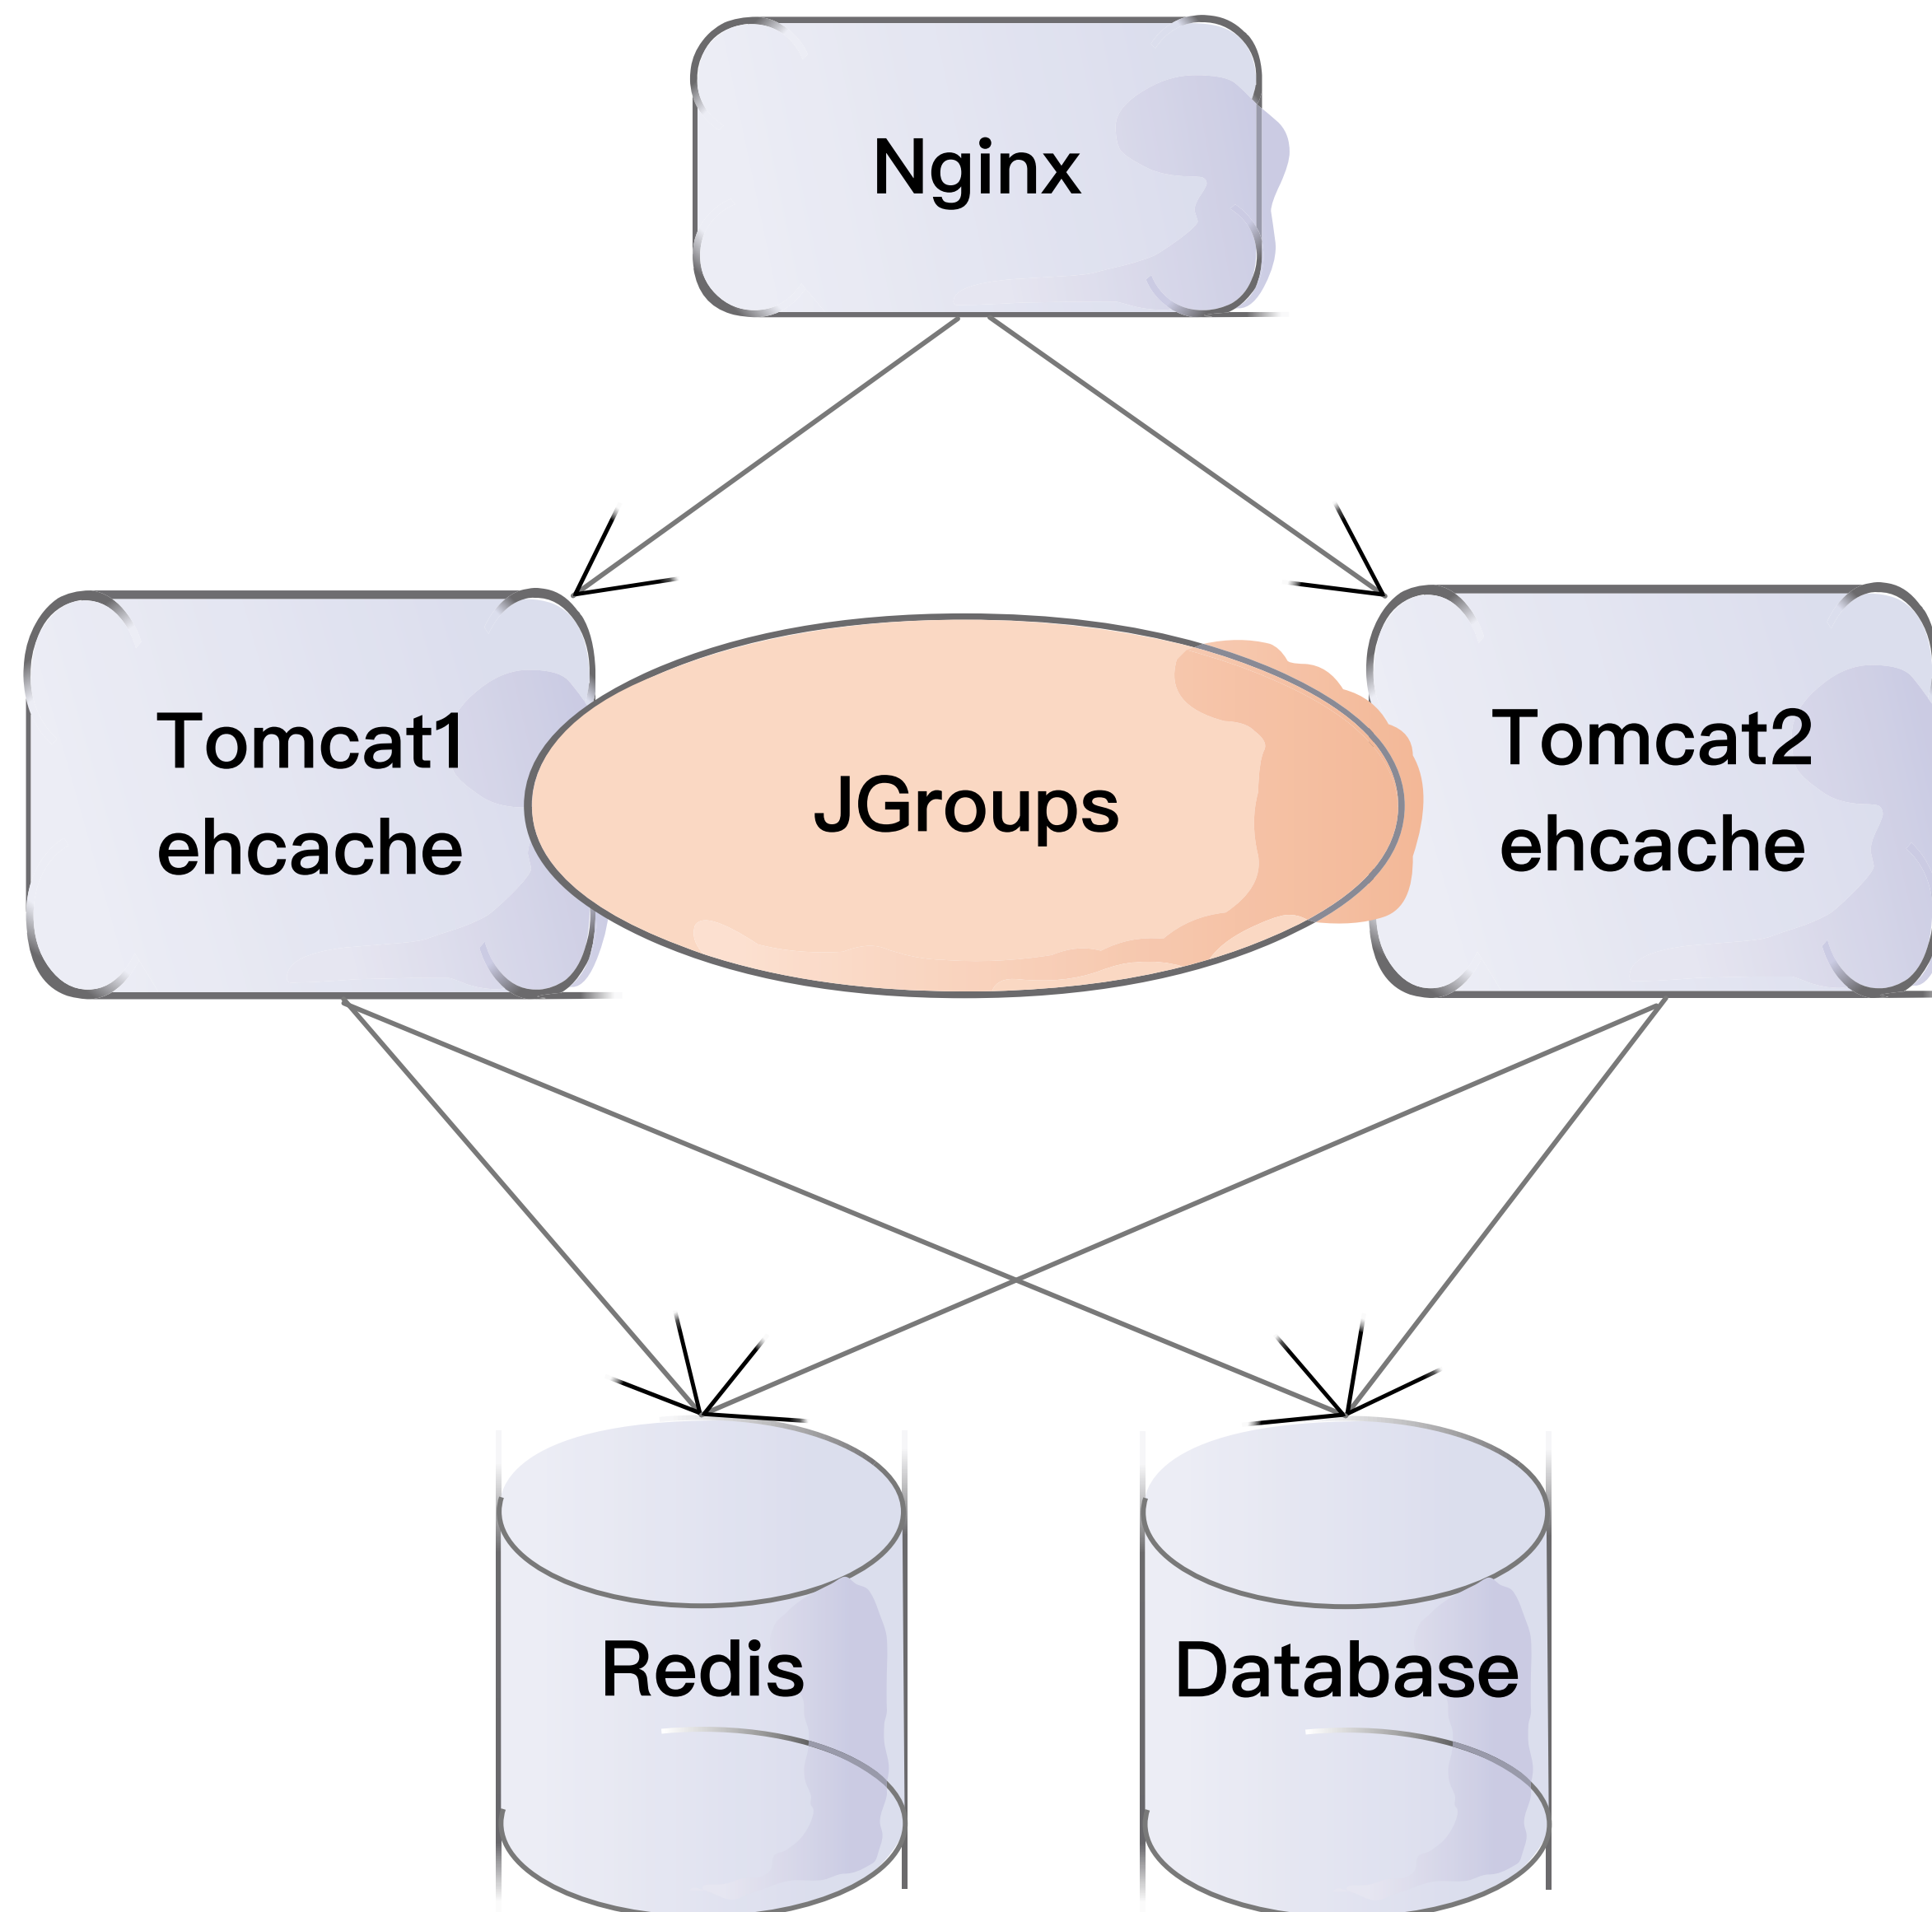 Nginx
Tomcat1
ehcache
JGroups
Tomcat2
ehcache
Redis
Database